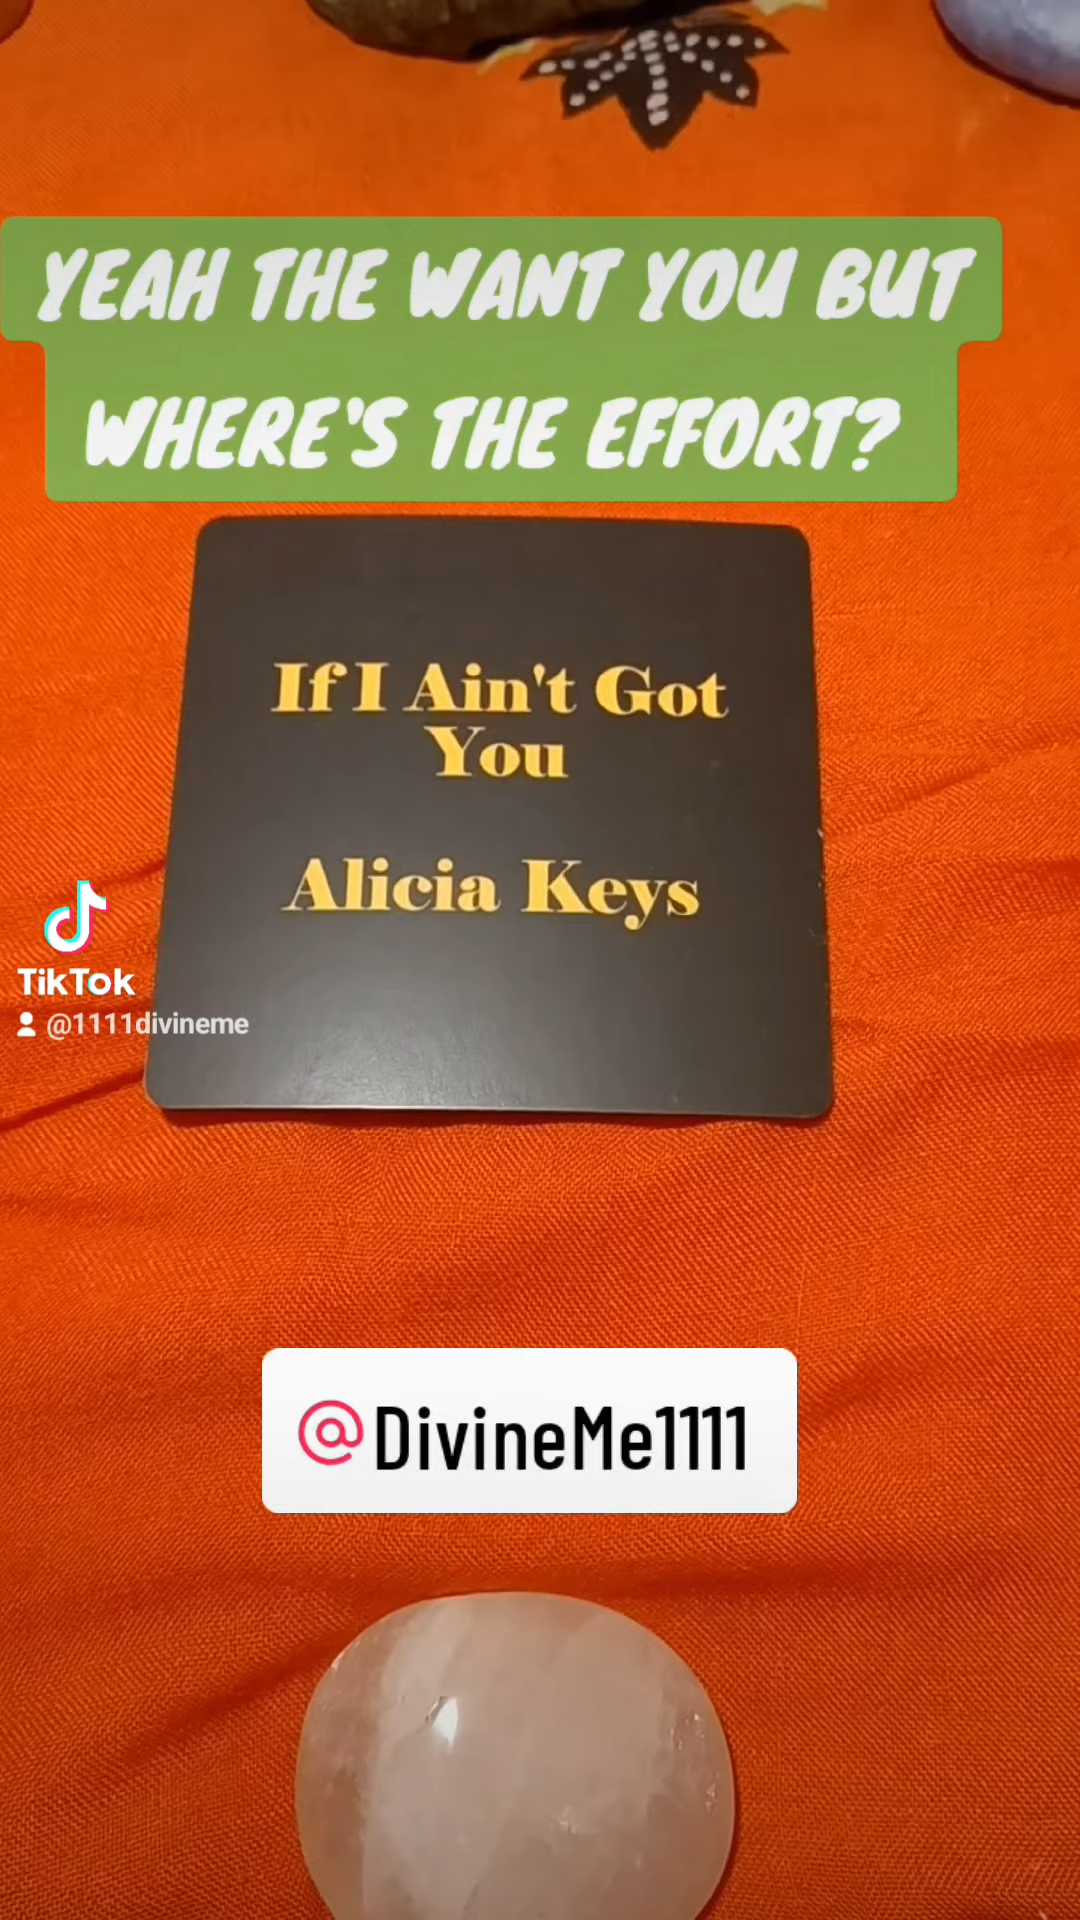 YEAH THE WANT YOU BUT
WHERE'S THE EFFORT?
If I Ain't Got
You
Alicia Keys
TikTok
@1111divineme
@DivineMe1111